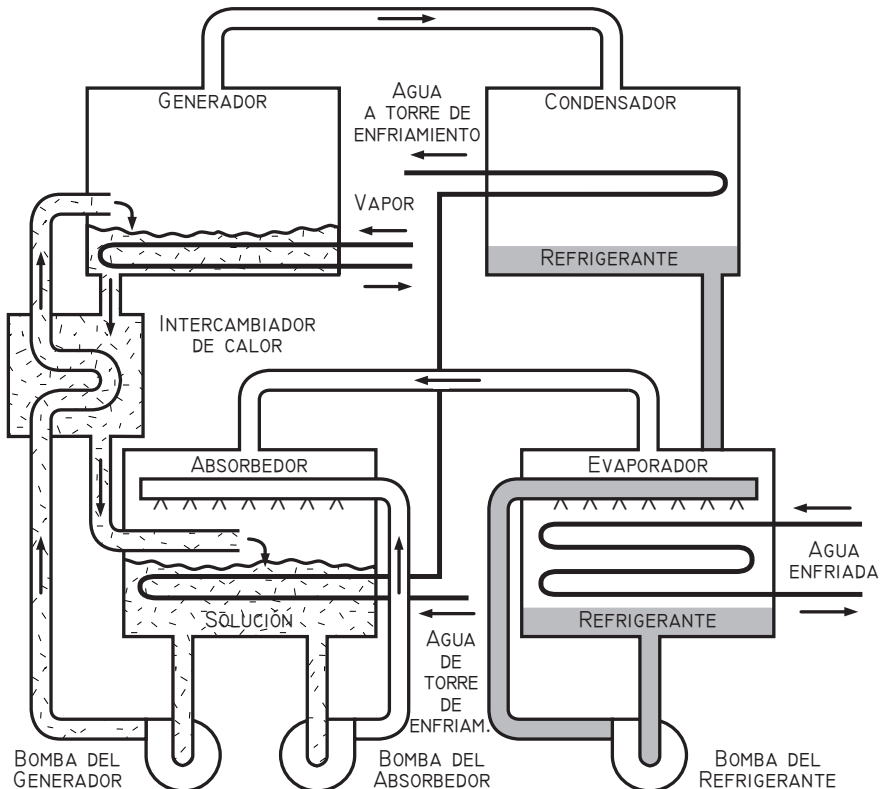 GENERADOR
AGUA
A TORRE DE
ENFRIAMIENTO
CONDENSADOR
VAPOR
REFRIGERANTE
INTERCAMBIADOR
DE CALOR
ABSORBEDOR
EVAPORADOR
AGUA
ENFRIADA
SOLUCIÓN
REFRIGERANTE
AGUA
DE
TORRE
DE
ENFRIAM.
BOMBA DEL
GENERADOR
BOMBA DEL
ABSORBEDOR
BOMBA DEL
REFRIGERANTE